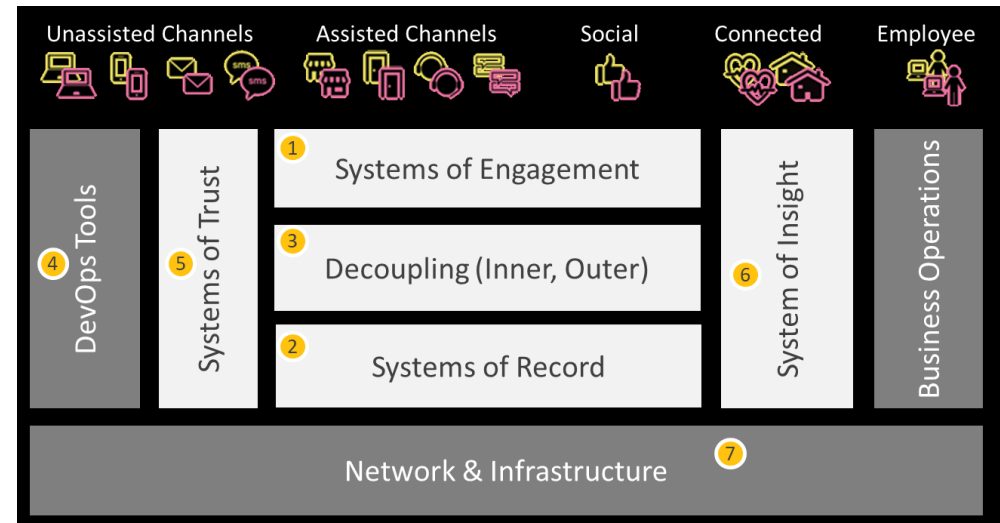 Unassisted Channels
Assisted Channels
Social
Connected
Employee
sms
sms
4
DevOps Tools
5
Systems of Trust
1
Systems of Engagement
3
Decoupling (Inner, Outer)
2
Systems of Record
6
System of Insight
Business Operations
7
Network & Infrastructure